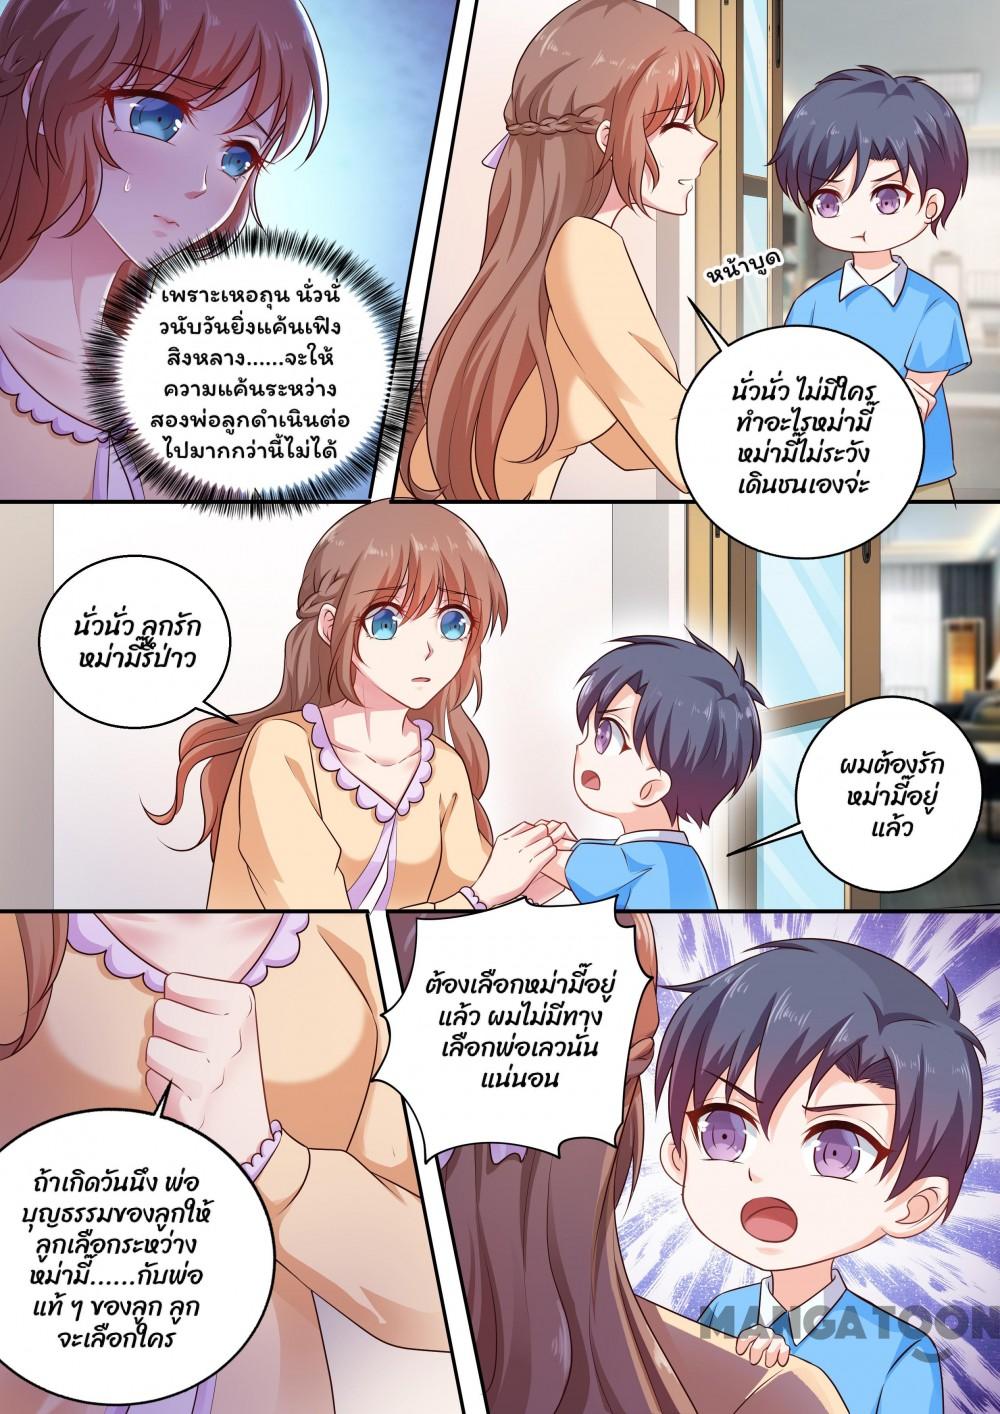 เพราะเหอถุน นั่วนั่
วนับวันยิ่งแค้นเฟิง
สิงหลาง......จะให้
ความแค้นระหว่าง
สองพ่อลูกดำเนินต่อ
ไปมากกว่านี้ไม่ได้
หน้าบูด
นั่วนั่ว ไม่มีใคร
ทำอะไรหม่ามี๊
หม่ามี๊ไม่ระวัง
เดินชนเองจ่ะ
นั่วนั่ว ลูกรัก
หม่ามี๊รึป่าว
ผมต้องรัก
หม่ามี๊อยู่
แล้ว
ต้องเลือกหม่ามี๊อยู่
แล้ว ผมไม่มีทาง
เลือกพ่อเลวนั่น
แน่นอน
ถ้าเกิดวันนึง พ่อ
บุญธรรมของลูกให้
ลูกเลือกระหว่าง
หม่ามี๊......กับพ่อ
แท้ ๆ ของลูก ลูก
จะเลือกใคร
MANGATOON